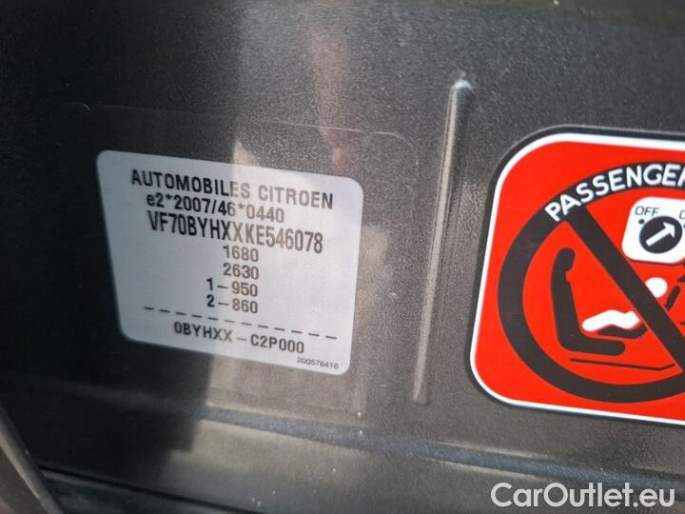 AUTOMOBILES CITROEN
e2*2007/46*0440
VF70BYHXXKE546078
1680
2630
1-950
2-860
0BYHXX-C2P000
200576416
PASSENGER
OFF
CarOutlet.eu